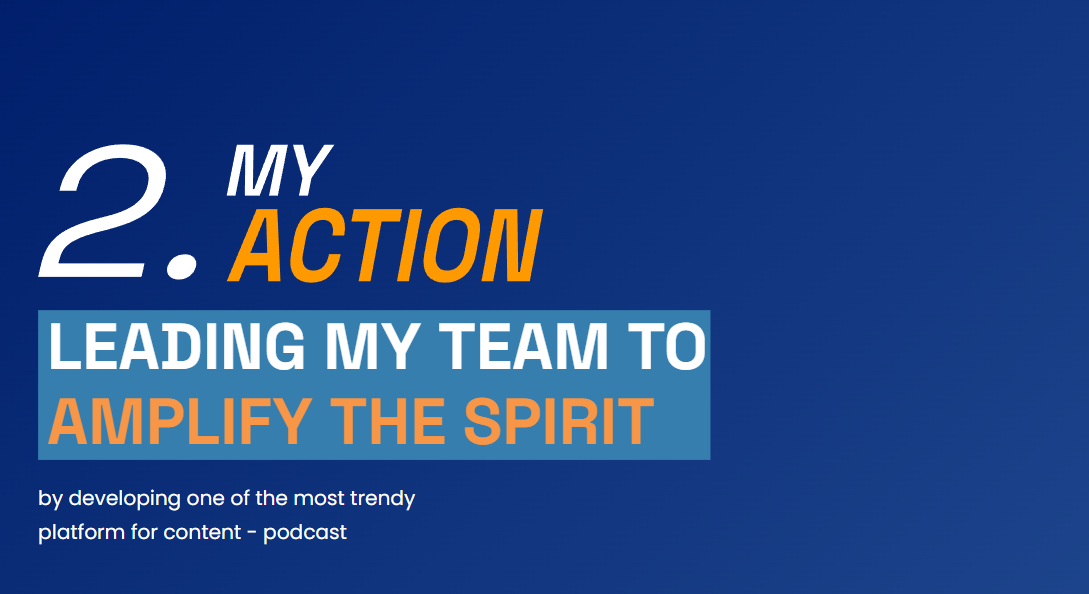 2. MY
ACTION
LEADING MY TEAM TO
AMPLIFY THE SPIRIT
by developing one of the most trendy
platform for content - podcast